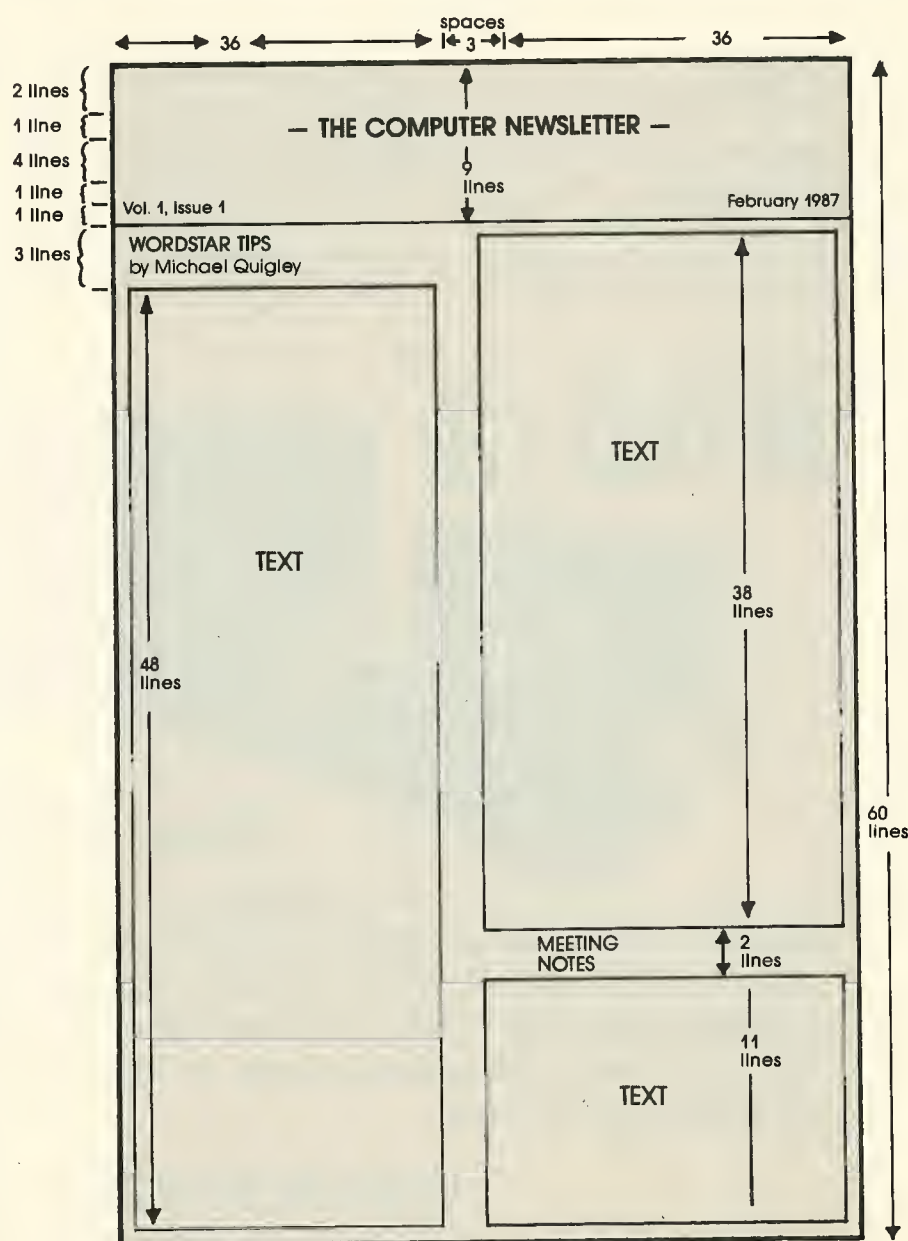 spaces
36 3 36
2 lines
1 line
4 lines
1 line
1 line
3 lines
— THE COMPUTER NEWSLETTER —
9
lines
Vol. 1, Issue 1 February 1987
WORDSTAR TIPS
by Michael Quigley
TEXT
48
lines
TEXT
38
lines
MEETING
NOTES
2
lines
TEXT
11
lines
60
lines